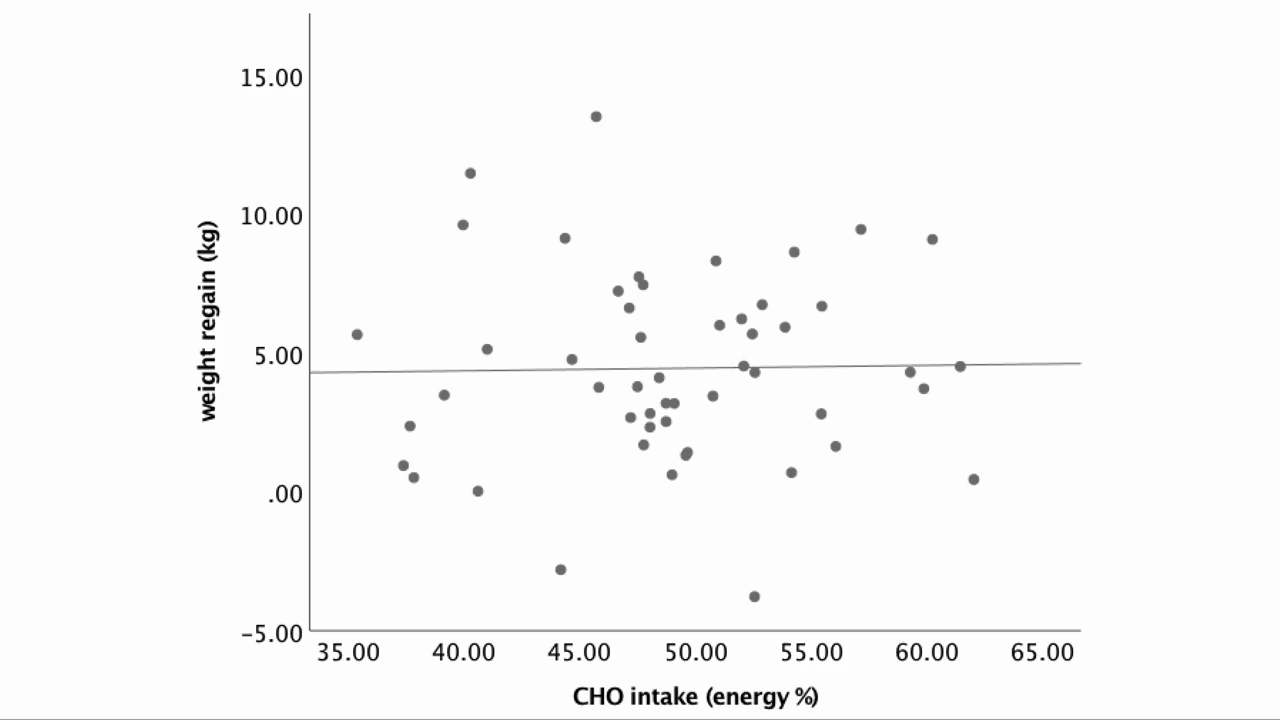 15.00
10.00
5.00
.00
−5.00
weight regain (kg)
35.00 40.00 45.00 50.00 55.00 60.00 65.00
CHO intake (energy %)